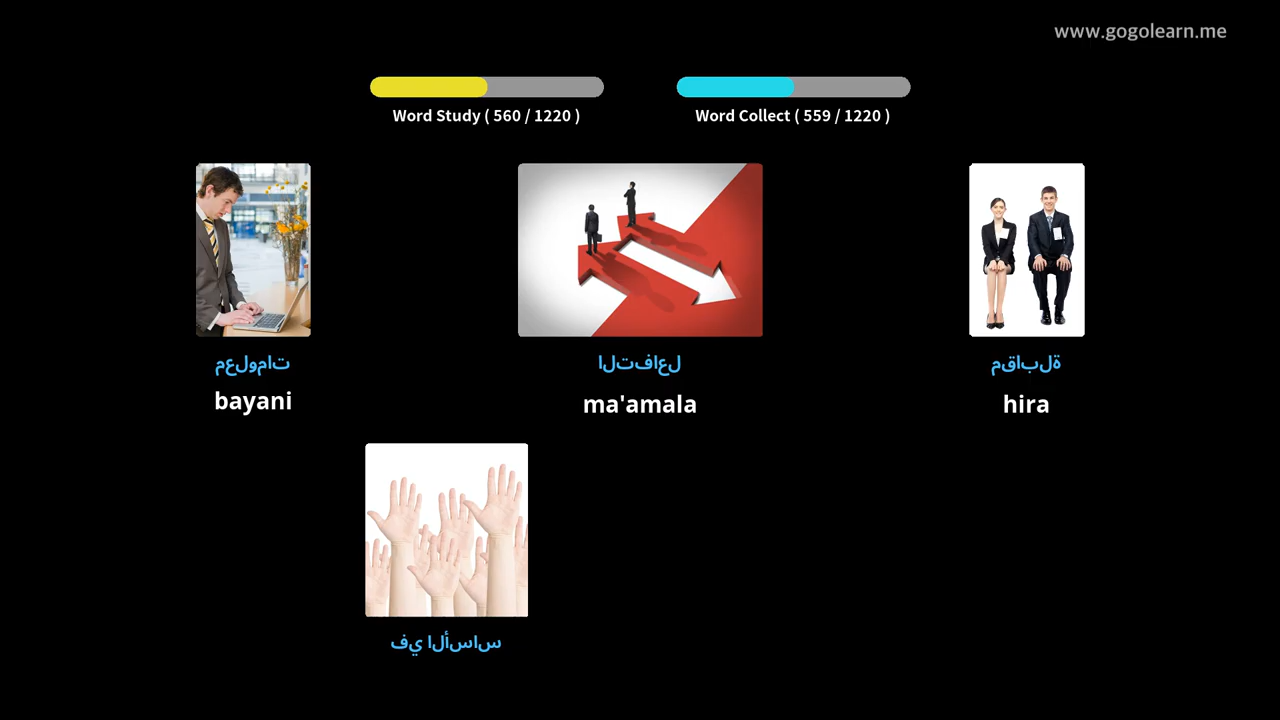 www.gogolearn.me
Word Study ( 560 / 1220 )
Word Collect ( 559 / 1220 )
معلومات
التفاعل
مقابلة
bayani
ma'amala
hira
في الأساس